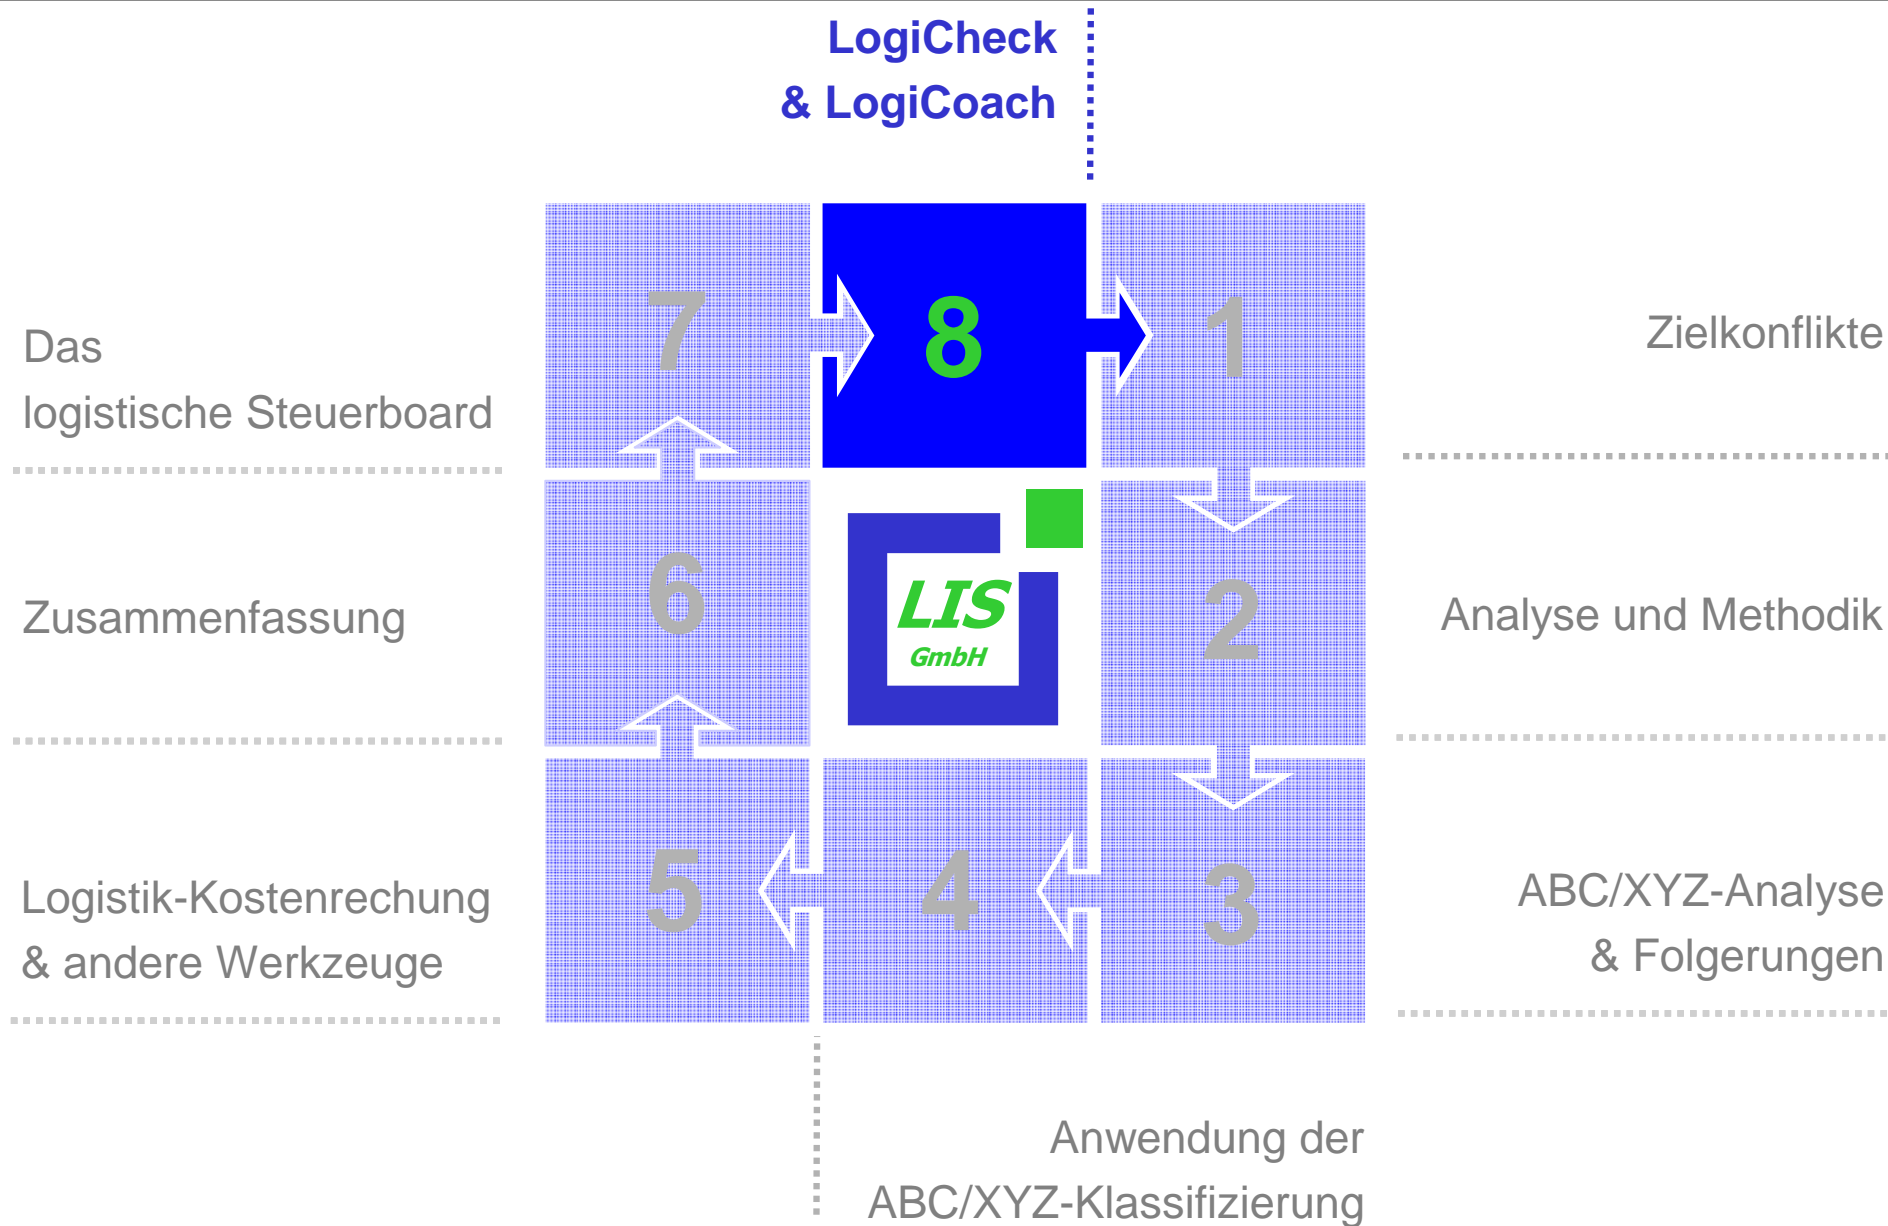 LogiCheck
& LogiCoach
7
8
1
Das
logistische Steuerboard
Zielkonflikte
6
LIS
GmbH
2
Zusammenfassung
Analyse und Methodik
5
4
3
Logistik-Kostenrechung
& andere Werkzeuge
ABC/XYZ-Analyse
& Folgerungen
Anwendung der
ABC/XYZ-Klassifizierung